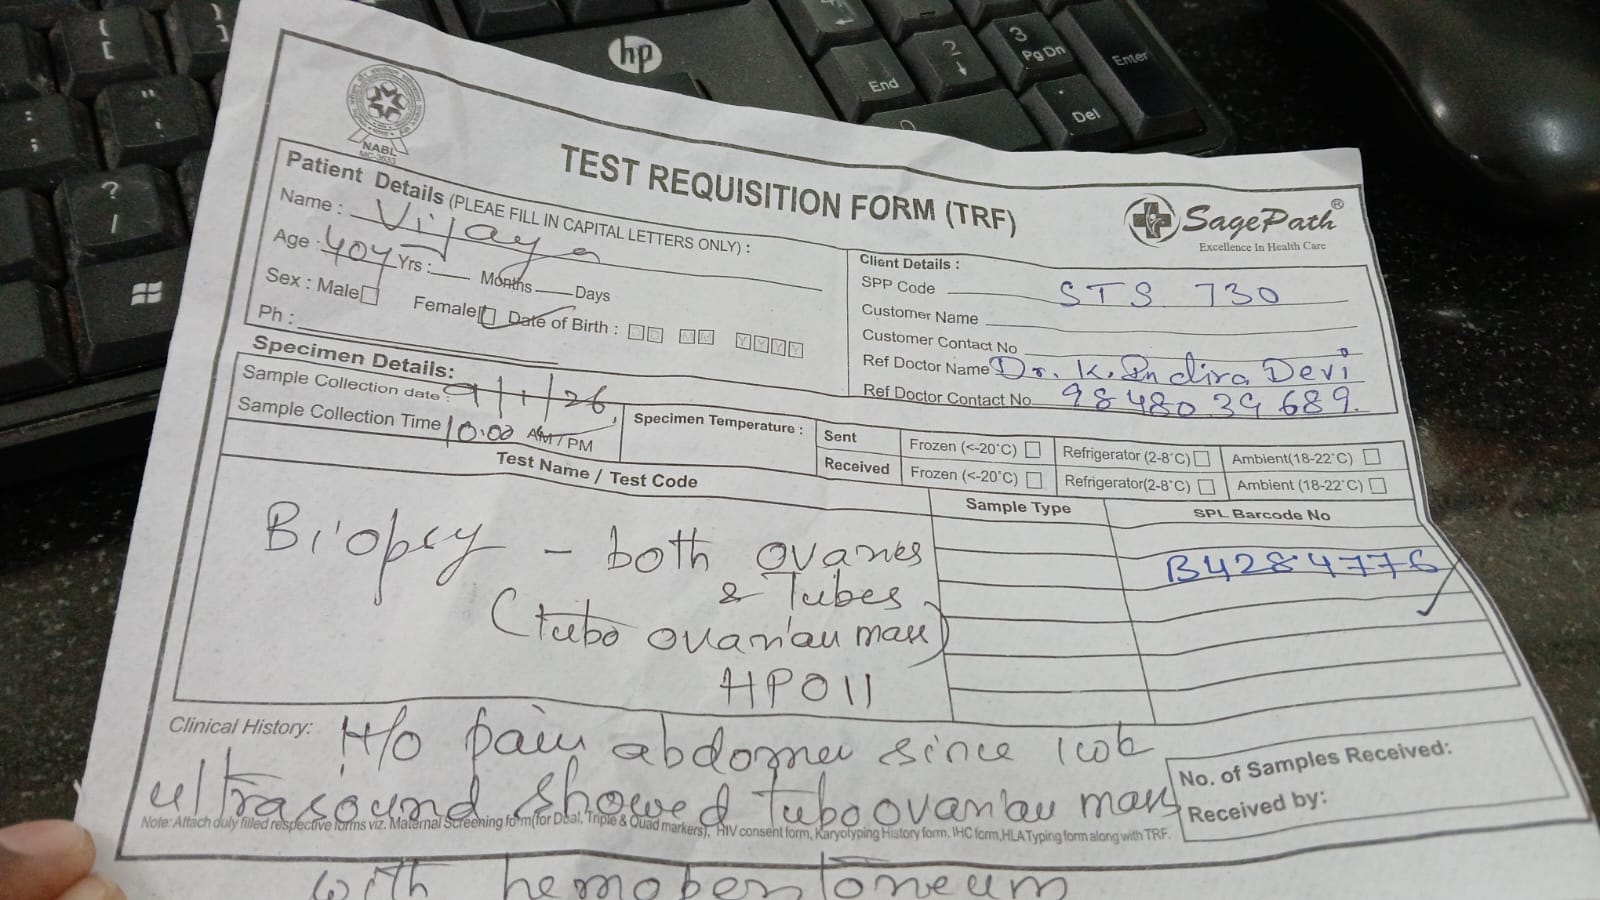 hp
End
2
3
Pg Dn
Enter
Del
NABL
MC-3633
TEST REQUISITION FORM (TRF)
SagePath®
Excellence In Health Care
Patient Details (PLEAE FILL IN CAPITAL LETTERS ONLY) :
Name : Vijaya
Age : 40y Yrs : Months Days
Sex : Male Female Date of Birth : D D M M Y Y Y Y
Ph :
Client Details :
SPP Code STS 730
Customer Name
Customer Contact No
Ref Doctor Name Dr. K. Indira Devi
Ref Doctor Contact No 9848039689.
Specimen Details:
Sample Collection date : 9/1/26
Sample Collection Time 10.00 AM / PM
Specimen Temperature :
Sent Frozen (<-20°C) Refrigerator (2-8°C) Ambient(18-22°C)
Received Frozen (<-20°C) Refrigerator(2-8°C) Ambient (18-22°C)
Test Name / Test Code
Sample Type
SPL Barcode No
Biopsy - both ovaries
& Tubes
(tubo ovarian mass)
HP011
B4284776
Clinical History: H/o pain abdomen since 1 wk
ultrasound showed tuboovarian mass
with hemoperitoneum
No. of Samples Received:
Received by:
Note: Attach duly filled respective forms viz. Maternal Screening form(for Dual, Triple & Quad markers), HIV consent form, Karyotyping History form, IHC form, HLA Typing form along with TRF.